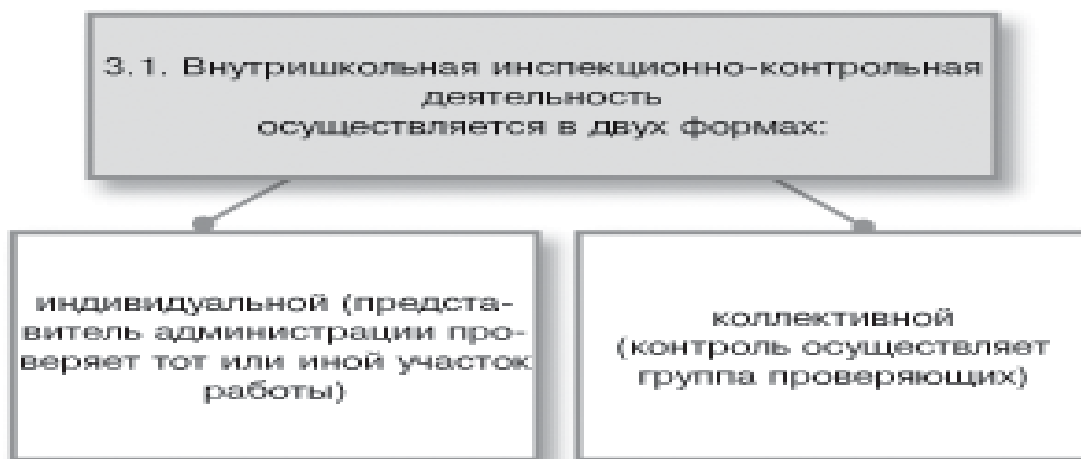 3.1. Внутришкольная инспекционно-контрольная
деятельность
осуществляется в двух формах:
индивидуальной (предста-
витель администрации про-
веряет тот или иной участок
работы)
коллективной
(контроль осуществляет
группа проверяющих)